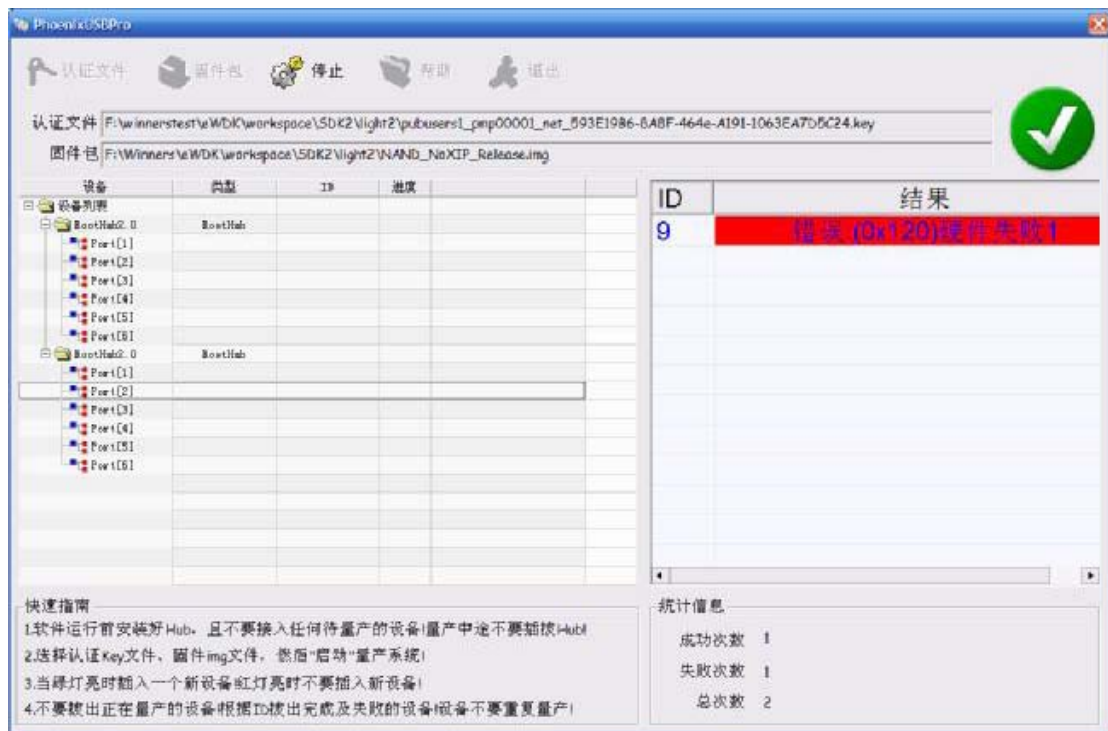 PhoenixUSBPro
认证文件 固件包 停止 帮助 退出
认证文件 F:\winnerstest\eWDK\workspace\SDK2\light2\pubusers1_pmp00001_net_593E1986-8A8F-464e-A191-1063EA7D5C24.key
固件包 F:\Winners\eWDK\workspace\SDK2\light2\NAND_NoXIP_Release.img
设备 类型 ID 进度
设备列表
RootHub2.0 RootHub
Port[1]
Port[2]
Port[3]
Port[4]
Port[5]
Port[6]
RootHub2.0 RootHub
Port[1]
Port[2]
Port[3]
Port[4]
Port[5]
Port[6]
ID 结果
9 错误 (0x120)硬件失败1
快速指南
1.软件运行前安装好Hub，且不要接入任何待量产的设备!量产中途不要插拔Hub!
2.选择认证Key文件、固件img文件，然后"启动"量产系统!
3.当绿灯亮时插入一个新设备!红灯亮时不要插入新设备!
4.不要拔出正在量产的设备!根据ID拔出完成及失败的设备!设备不要重复量产!
统计信息
成功次数 1
失败次数 1
总次数 2